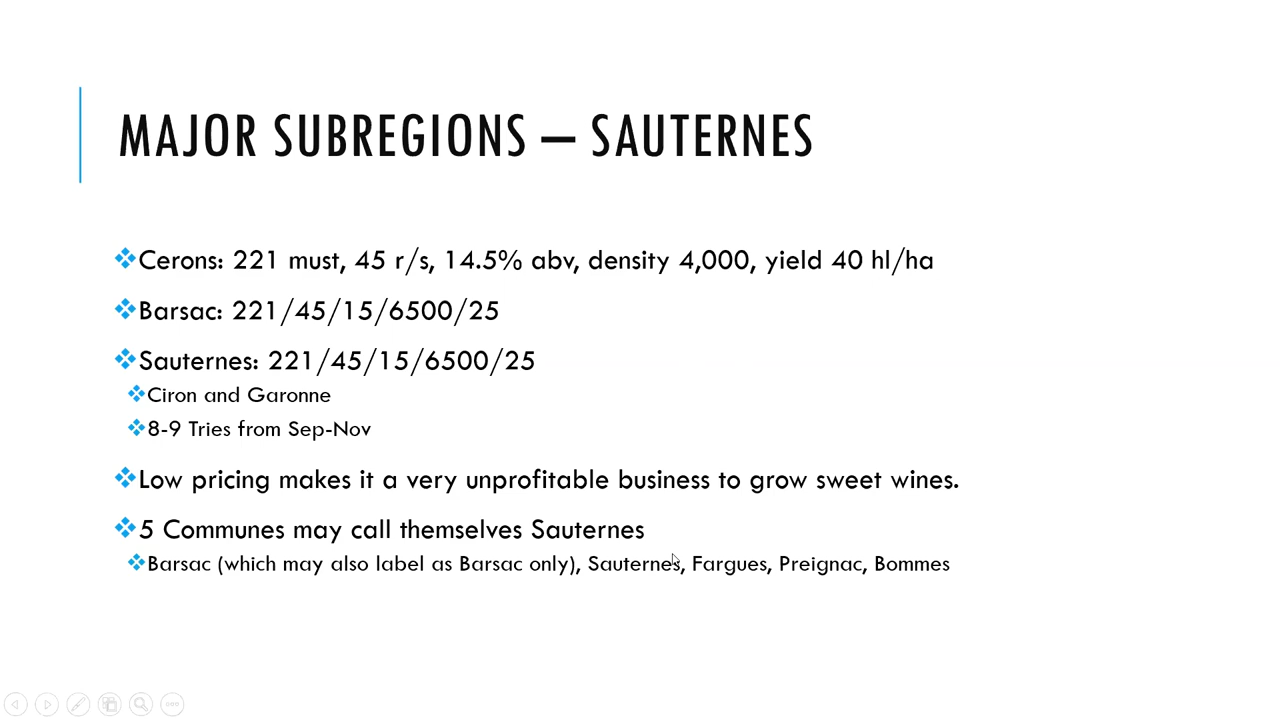 MAJOR SUBREGIONS – SAUTERNES
Cerons: 221 must, 45 r/s, 14.5% abv, density 4,000, yield 40 hl/ha
Barsac: 221/45/15/6500/25
Sauternes: 221/45/15/6500/25
Ciron and Garonne
8-9 Tries from Sep-Nov
Low pricing makes it a very unprofitable business to grow sweet wines.
5 Communes may call themselves Sauternes
Barsac (which may also label as Barsac only), Sauternes, Fargues, Preignac, Bommes